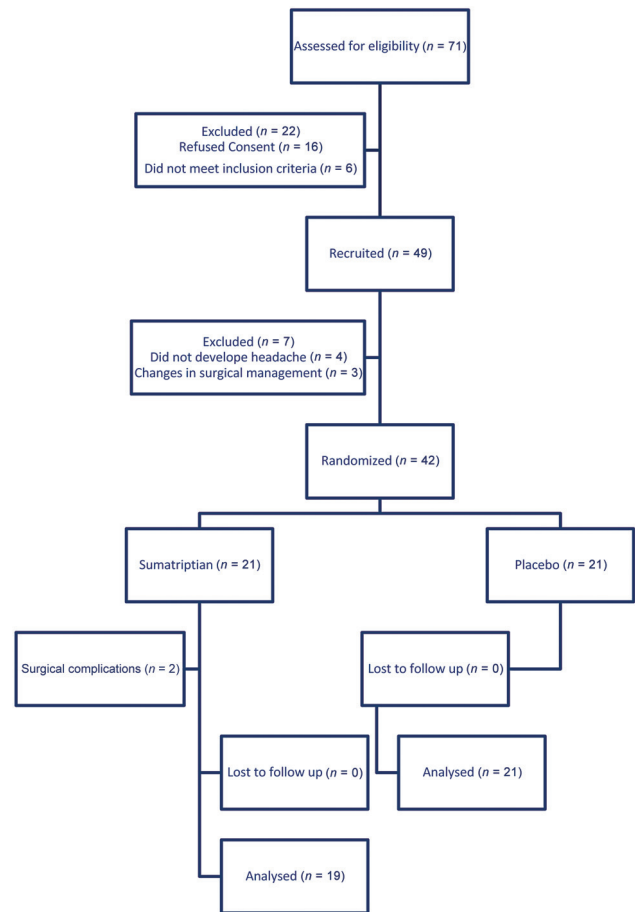 Assessed for eligibility (n = 71)
Excluded (n = 22)
Refused Consent (n = 16)
Did not meet inclusion criteria (n = 6)
Recruited (n = 49)
Excluded (n = 7)
Did not develope headache (n = 4)
Changes in surgical management (n = 3)
Randomized (n = 42)
Sumatriptian (n = 21)
Placebo (n = 21)
Surgical complications (n = 2)
Lost to follow up (n = 0)
Lost to follow up (n = 0)
Analysed (n = 21)
Analysed (n = 19)